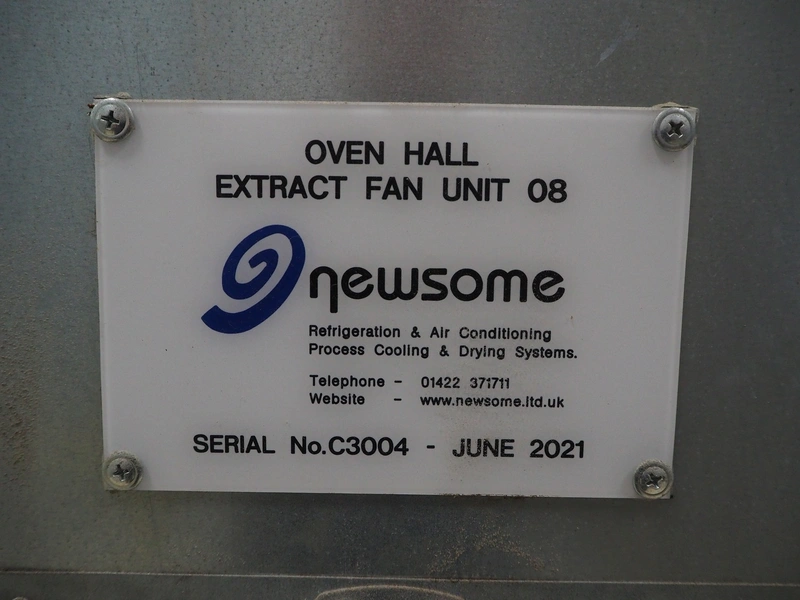 OVEN HALL
EXTRACT FAN UNIT 08
newsome
Refrigeration & Air Conditioning
Process Cooling & Drying Systems.
Telephone - 01422 371711
Website - www.newsome.ltd.uk
SERIAL No.C3004 - JUNE 2021